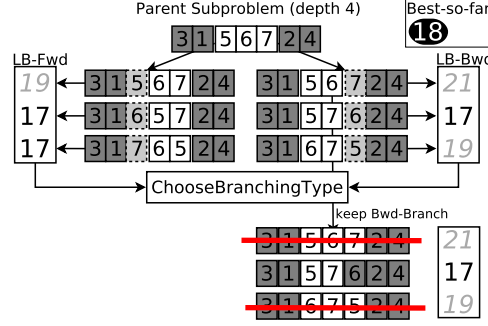 Parent Subproblem (depth 4)
Best-so-far
18
3 1 5 6 7 2 4
LB-Fwd
LB-Bwd
19 3 1 5 6 7 2 4 3 1 5 6 7 2 4 21
17 3 1 6 5 7 2 4 3 1 5 7 6 2 4 17
17 3 1 7 6 5 2 4 3 1 6 7 5 2 4 19
ChooseBranchingType
keep Bwd-Branch
3 1 5 6 7 2 4 21
3 1 5 7 6 2 4 17
3 1 6 7 5 2 4 19